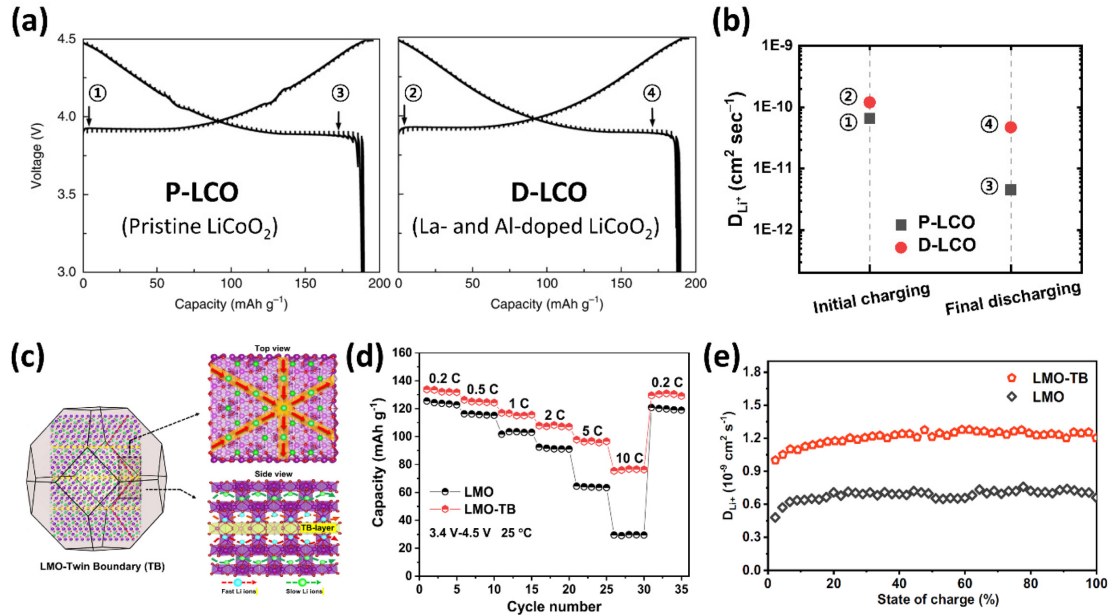 (a)
4.5
4.0
3.5
3.0
Voltage (V)
①
③
P-LCO
(Pristine LiCoO₂)
0
50
100
150
200
Capacity (mAh g⁻¹)
②
④
D-LCO
(La- and Al-doped LiCoO₂)
0
50
100
150
200
Capacity (mAh g⁻¹)
(b)
1E-9
1E-10
1E-11
1E-12
D_Li⁺ (cm² sec⁻¹)
②
①
④
③
P-LCO
D-LCO
Initial charging
Final discharging
(c)
LMO-Twin Boundary (TB)
Top view
Side view
TB-layer
Fast Li ions
Slow Li ions
(d)
160
140
120
100
80
60
40
20
0
Capacity (mAh g⁻¹)
0.2 C
0.5 C
1 C
2 C
5 C
10 C
0.2 C
LMO
LMO-TB
3.4 V-4.5 V 25 °C
0
5
10
15
20
25
30
35
Cycle number
(e)
1.8
1.5
1.2
0.9
0.6
0.3
0.0
D_Li+ (10⁻⁹ cm² s⁻¹)
LMO-TB
LMO
0
20
40
60
80
100
State of charge (%)